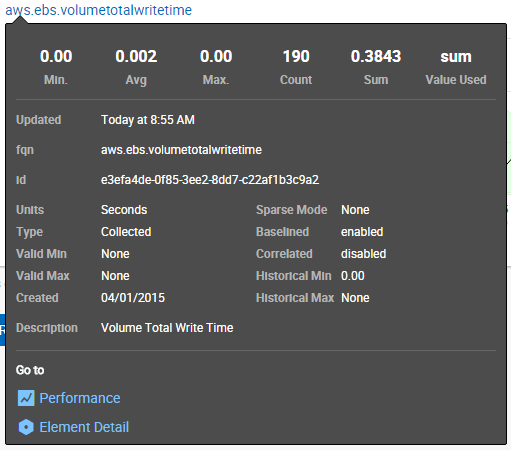 aws.ebs.volumetotalwritetime
0.00 0.002 0.00 190 0.3843 sum
Min. Avg Max. Count Sum Value Used
Updated Today at 8:55 AM
fqn aws.ebs.volumetotalwritetime
id e3efa4de-0f85-3ee2-8dd7-c22af1b3c9a2
Units Seconds Sparse Mode None
Type Collected Baselined enabled
Valid Min None Correlated disabled
Valid Max None Historical Min 0.00
Created 04/01/2015 Historical Max None
Description Volume Total Write Time
Go to
Performance
Element Detail